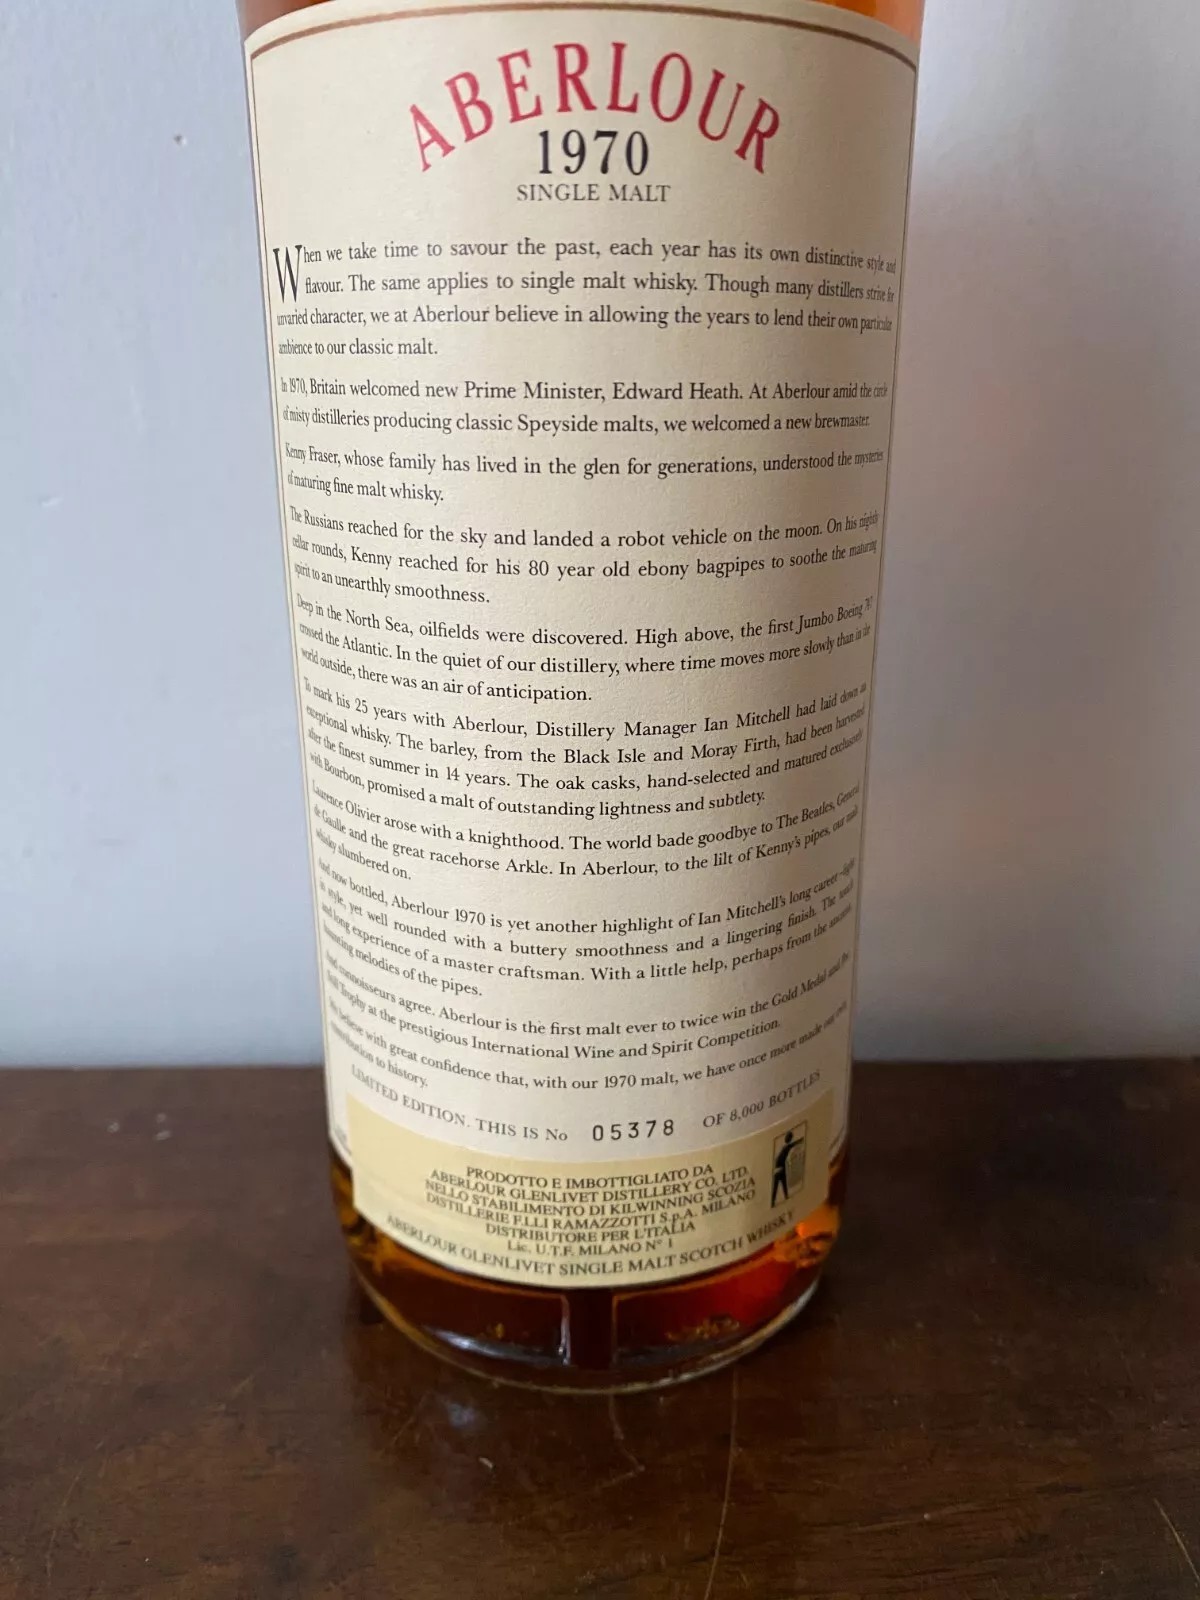 ABERLOUR
1970
SINGLE MALT
When we take time to savour the past, each year has its own distinctive style and
flavour. The same applies to single malt whisky. Though many distillers strive for
unvaried character, we at Aberlour believe in allowing the years to lend their own particular
ambience to our classic malt.
In 1970, Britain welcomed new Prime Minister, Edward Heath. At Aberlour amid the circle
of misty distilleries producing classic Speyside malts, we welcomed a new brewmaster.
Kenny Fraser, whose family has lived in the glen for generations, understood the mysteries
of maturing fine malt whisky.
The Russians reached for the sky and landed a robot vehicle on the moon. On his nightly
cellar rounds, Kenny reached for his 80 year old ebony bagpipes to soothe the maturing
spirit to an unearthly smoothness.
Deep in the North Sea, oilfields were discovered. High above, the first Jumbo Boeing 747
crossed the Atlantic. In the quiet of our distillery, where time moves more slowly than in the
world outside, there was an air of anticipation.
To mark his 25 years with Aberlour, Distillery Manager Ian Mitchell had laid down an
exceptional whisky. The barley, from the Black Isle and Moray Firth, had been harvested
after the finest summer in 14 years. The oak casks, hand-selected and matured exclusively
with Bourbon, promised a malt of outstanding lightness and subtlety.
Laurence Olivier arose with a knighthood. The world bade goodbye to The Beatles, General
de Gaulle and the great racehorse Arkle. In Aberlour, to the lilt of Kenny's pipes, our malt
whisky slumbered on.
And now bottled, Aberlour 1970 is yet another highlight of Ian Mitchell's long career–light
in style, yet well rounded with a buttery smoothness and a lingering finish. The touch
and long experience of a master craftsman. With a little help, perhaps from the
haunting melodies of the pipes.
And connoisseurs agree. Aberlour is the first malt ever to twice win the Gold Medal and
Trophy at the prestigious International Wine and Spirit Competition.
We believe with great confidence that, with our 1970 malt, we have once more made our own
contribution to history.
LIMITED EDITION. THIS IS No 05378 OF 8,000 BOTTLES
PRODOTTO E IMBOTTIGLIATO DA
ABERLOUR GLENLIVET DISTILLERY CO. LTD.
NELLO STABILIMENTO DI KILWINNING SCOZIA
DISTILLERIE F.LLI RAMAZZOTTI S.p.A. MILANO
DISTRIBUTORE PER L'ITALIA
Lic. U.T.F. MILANO N° 1
ABERLOUR GLENLIVET SINGLE MALT SCOTCH WHISKY